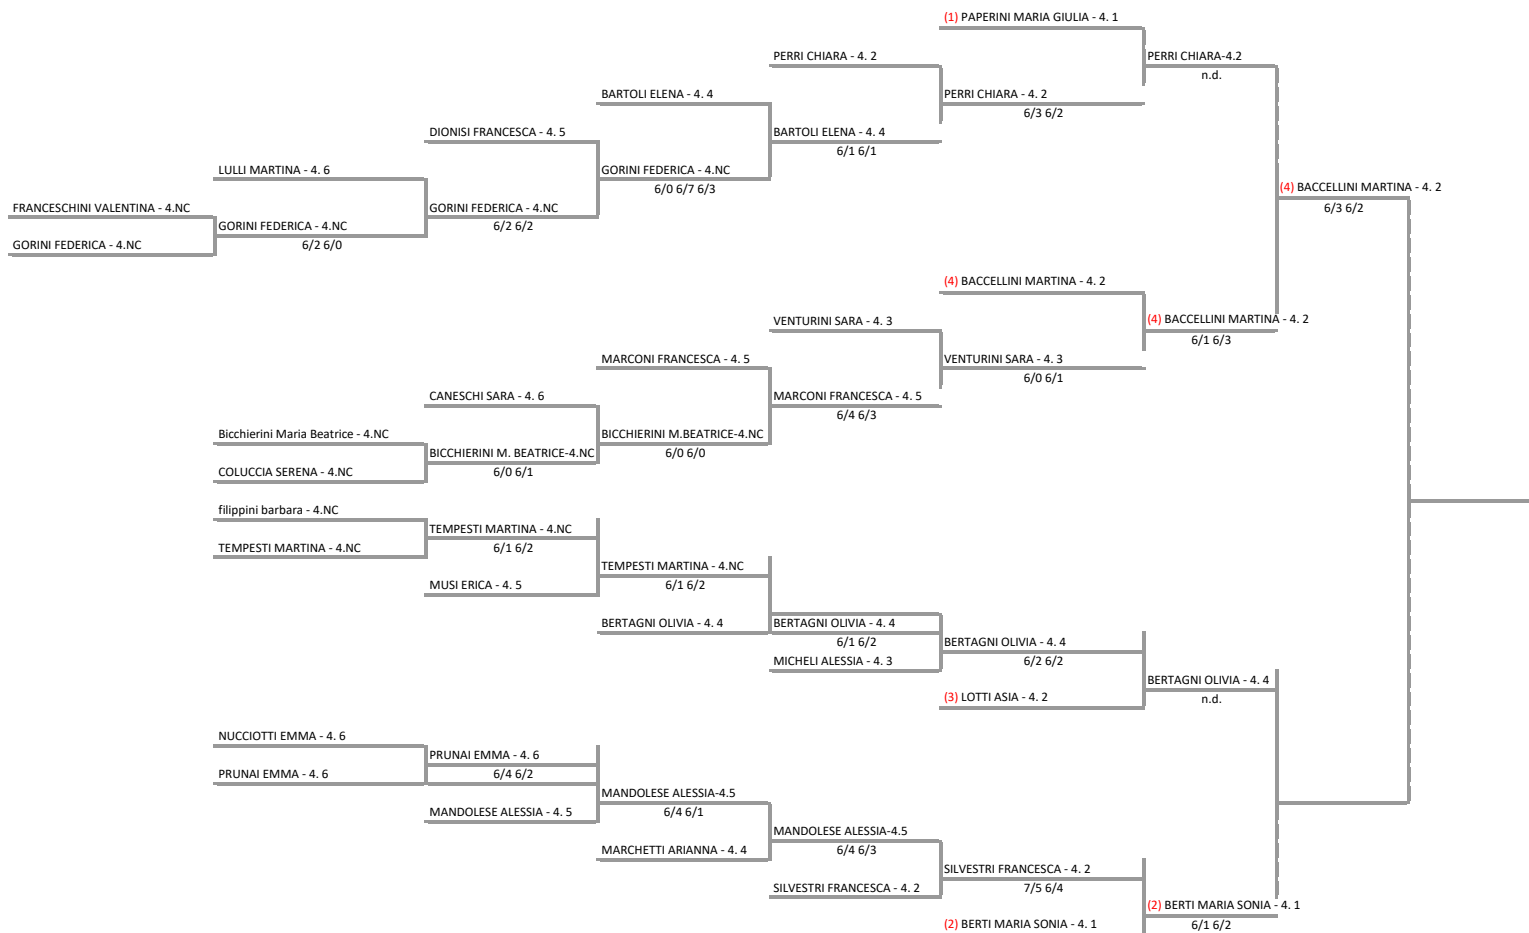 (1) PAPERINI MARIA GIULIA - 4. 1
PERRI CHIARA - 4. 2
PERRI CHIARA-4.2
n.d.
BARTOLI ELENA - 4. 4
PERRI CHIARA - 4. 2
6/3 6/2
DIONISI FRANCESCA - 4. 5
BARTOLI ELENA - 4. 4
6/1 6/1
LULLI MARTINA - 4. 6
GORINI FEDERICA - 4.NC
6/0 6/7 6/3
(4) BACCELLINI MARTINA - 4. 2
6/3 6/2
FRANCESCHINI VALENTINA - 4.NC
GORINI FEDERICA - 4.NC
6/2 6/2
GORINI FEDERICA - 4.NC
6/2 6/0
GORINI FEDERICA - 4.NC
(4) BACCELLINI MARTINA - 4. 2
VENTURINI SARA - 4. 3
(4) BACCELLINI MARTINA - 4. 2
6/1 6/3
MARCONI FRANCESCA - 4. 5
VENTURINI SARA - 4. 3
6/0 6/1
CANESCHI SARA - 4. 6
MARCONI FRANCESCA - 4. 5
6/4 6/3
Bicchierini Maria Beatrice - 4.NC
BICCHIERINI M.BEATRICE-4.NC
6/0 6/0
BICCHIERINI M. BEATRICE-4.NC
6/0 6/1
COLUCCIA SERENA - 4.NC
filippini barbara - 4.NC
TEMPESTI MARTINA - 4.NC
6/1 6/2
TEMPESTI MARTINA - 4.NC
TEMPESTI MARTINA - 4.NC
6/1 6/2
MUSI ERICA - 4. 5
BERTAGNI OLIVIA - 4. 4
BERTAGNI OLIVIA - 4. 4
6/1 6/2
BERTAGNI OLIVIA - 4. 4
6/2 6/2
MICHELI ALESSIA - 4. 3
BERTAGNI OLIVIA - 4. 4
n.d.
(3) LOTTI ASIA - 4. 2
NUCCIOTTI EMMA - 4. 6
PRUNAI EMMA - 4. 6
6/4 6/2
PRUNAI EMMA - 4. 6
MANDOLESE ALESSIA-4.5
6/4 6/1
MANDOLESE ALESSIA - 4. 5
MANDOLESE ALESSIA-4.5
6/4 6/3
MARCHETTI ARIANNA - 4. 4
SILVESTRI FRANCESCA - 4. 2
7/5 6/4
SILVESTRI FRANCESCA - 4. 2
(2) BERTI MARIA SONIA - 4. 1
6/1 6/2
(2) BERTI MARIA SONIA - 4. 1